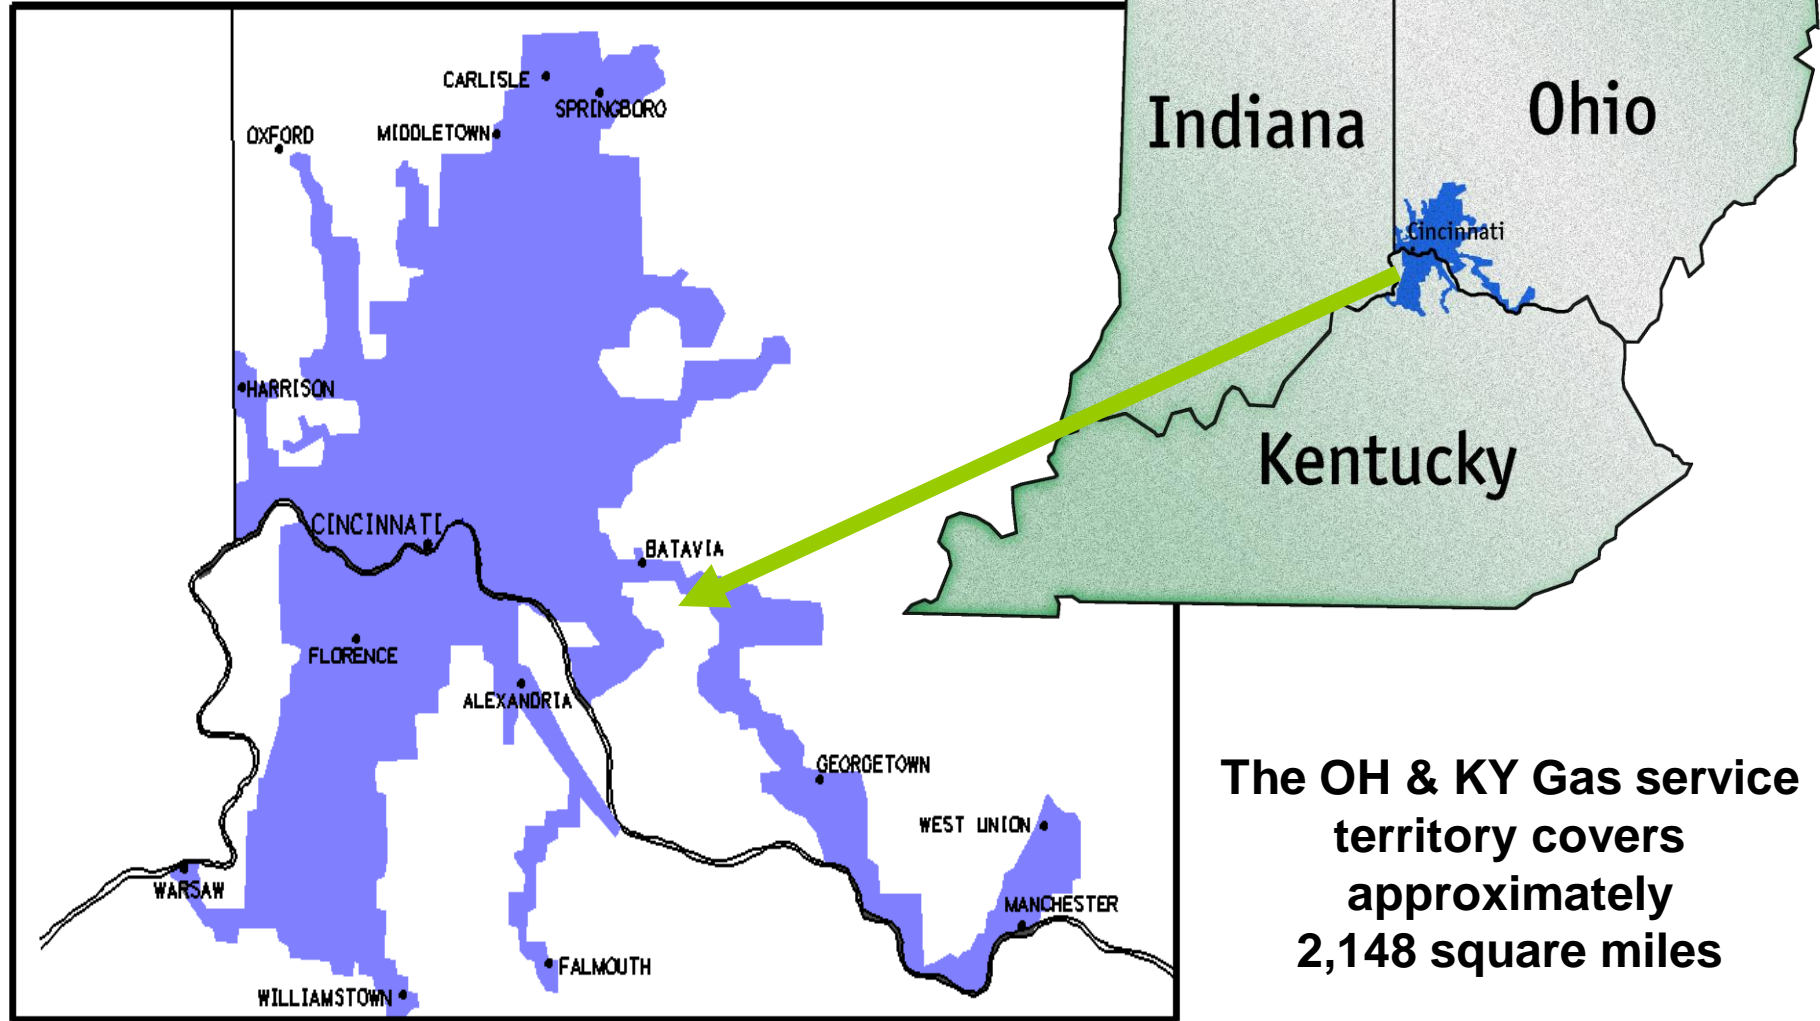 CARLISLE
SPRINGBORO
OXFORD
MIDDLETOWN
HARRISON
CINCINNATI
BATAVIA
FLORENCE
ALEXANDRIA
GEORGETOWN
WEST UNION
WARSAW
MANCHESTER
FALMOUTH
WILLIAMSTOWN
Indiana
Ohio
Cincinnati
Kentucky
The OH & KY Gas service
territory covers
approximately
2,148 square miles